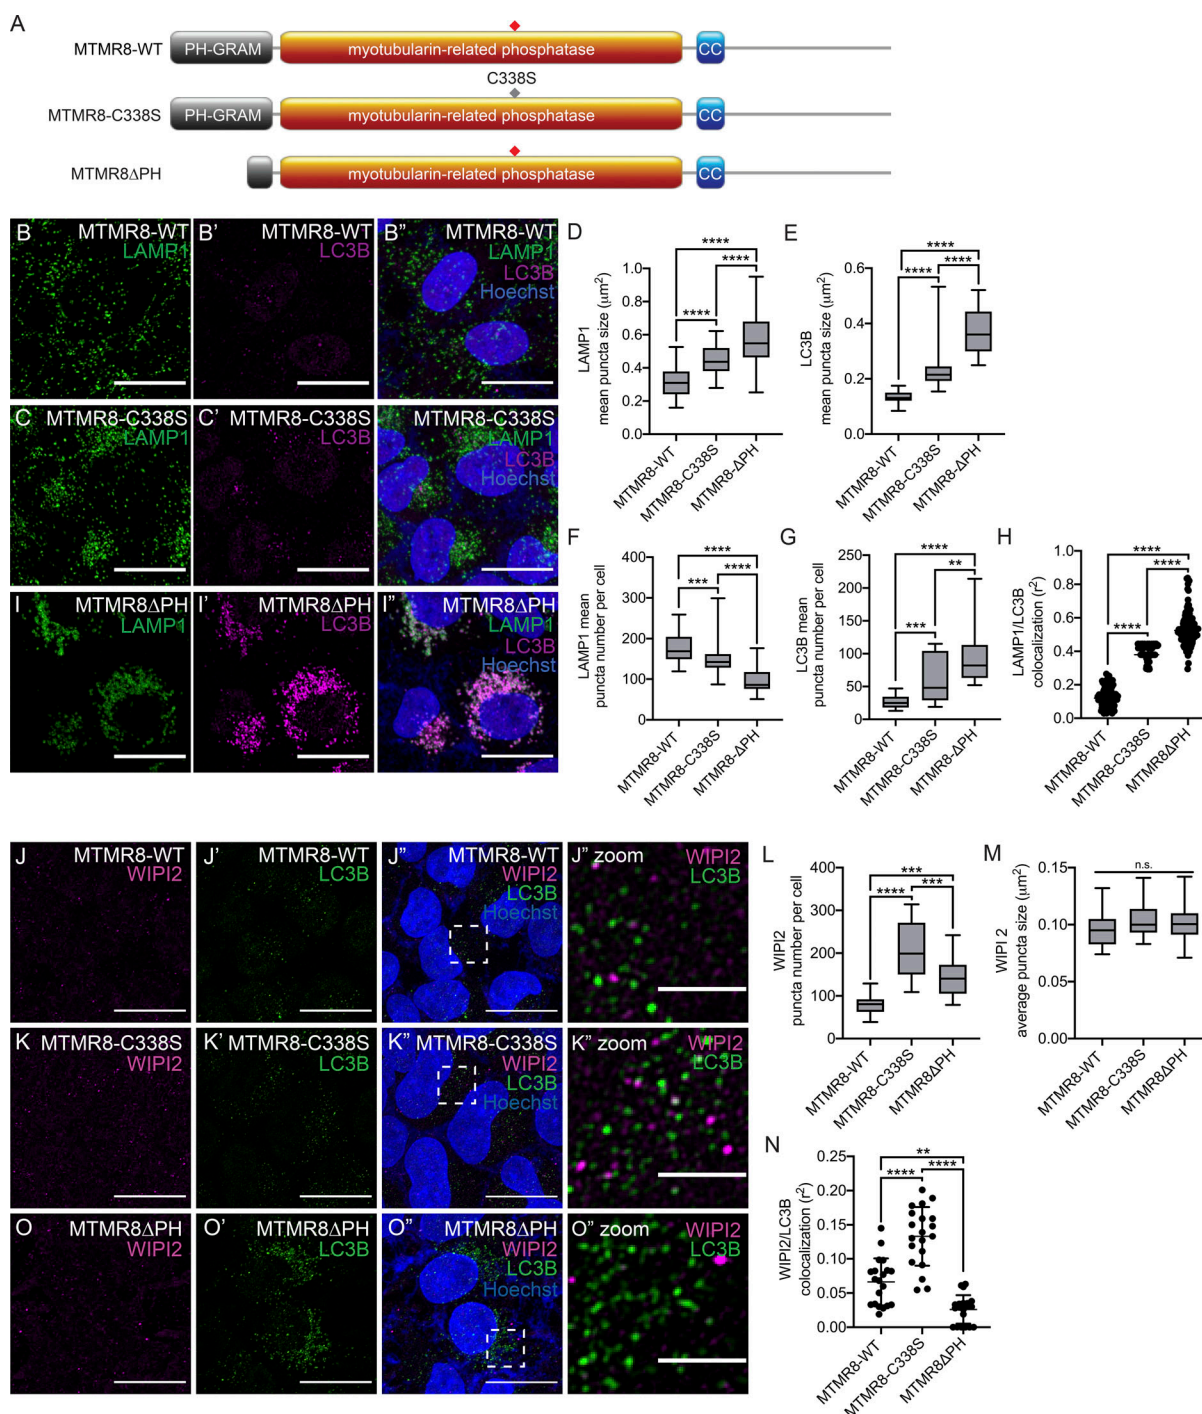 A
MTMR8-WT
PH-GRAM
myotubularin-related phosphatase
CC
C338S
MTMR8-C338S
PH-GRAM
myotubularin-related phosphatase
CC
MTMR8ΔPH
myotubularin-related phosphatase
CC
B
MTMR8-WT
LAMP1
B'
MTMR8-WT
LC3B
B"
MTMR8-WT
LAMP1
LC3B
Hoechst
C
MTMR8-C338S
LAMP1
C'
MTMR8-C338S
LC3B
C"
MTMR8-C338S
LAMP1
LC3B
Hoechst
I
MTMR8ΔPH
LAMP1
I'
MTMR8ΔPH
LC3B
I"
MTMR8ΔPH
LAMP1
LC3B
Hoechst
D
LAMP1
mean puncta size (μm²)
1.0
0.8
0.6
0.4
0.2
0.0
****
****
****
MTMR8-WT
MTMR8-C338S
MTMR8-ΔPH
E
LC3B
mean puncta size (μm²)
0.6
0.4
0.2
0.0
****
****
****
MTMR8-WT
MTMR8-C338S
MTMR8-ΔPH
F
LAMP1 mean
puncta number per cell
400
300
200
100
0
****
***
****
MTMR8-WT
MTMR8-C338S
MTMR8-ΔPH
G
LC3B mean
puncta number per cell
250
200
150
100
50
0
****
**
***
MTMR8-WT
MTMR8-C338S
MTMR8-ΔPH
H
LAMP1/LC3B
colocalization (r²)
1.0
0.8
0.6
0.4
0.2
0.0
****
****
****
MTMR8-WT
MTMR8-C338S
MTMR8ΔPH
J
MTMR8-WT
WIPI2
J'
MTMR8-WT
LC3B
J"
MTMR8-WT
WIPI2
LC3B
Hoechst
J" zoom
WIPI2
LC3B
K
MTMR8-C338S
WIPI2
K'
MTMR8-C338S
LC3B
K"
MTMR8-C338S
WIPI2
LC3B
Hoechst
K" zoom
WIPI2
LC3B
O
MTMR8ΔPH
WIPI2
O'
MTMR8ΔPH
LC3B
O"
MTMR8ΔPH
WIPI2
LC3B
Hoechst
O" zoom
WIPI2
LC3B
L
WIPI2
puncta number per cell
400
300
200
100
0
***
****
***
MTMR8-WT
MTMR8-C338S
MTMR8ΔPH
M
WIPI 2
average puncta size (μm²)
0.15
0.10
0.05
0.00
n.s.
MTMR8-WT
MTMR8-C338S
MTMR8ΔPH
N
WIPI2/LC3B
colocalization (r²)
0.20
0.15
0.10
0.05
0.00
**
****
****
MTMR8-WT
MTMR8-C338S
MTMR8ΔPH